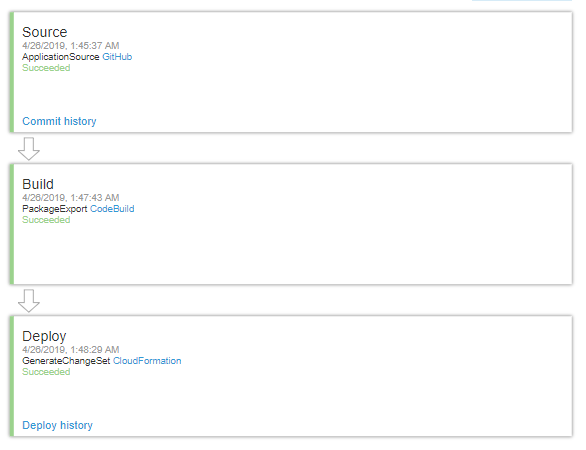 Source
4/26/2019, 1:45:37 AM
ApplicationSource GitHub
Succeeded
Commit history
Build
4/26/2019, 1:47:43 AM
PackageExport CodeBuild
Succeeded
Deploy
4/26/2019, 1:48:29 AM
GenerateChangeSet CloudFormation
Succeeded
Deploy history